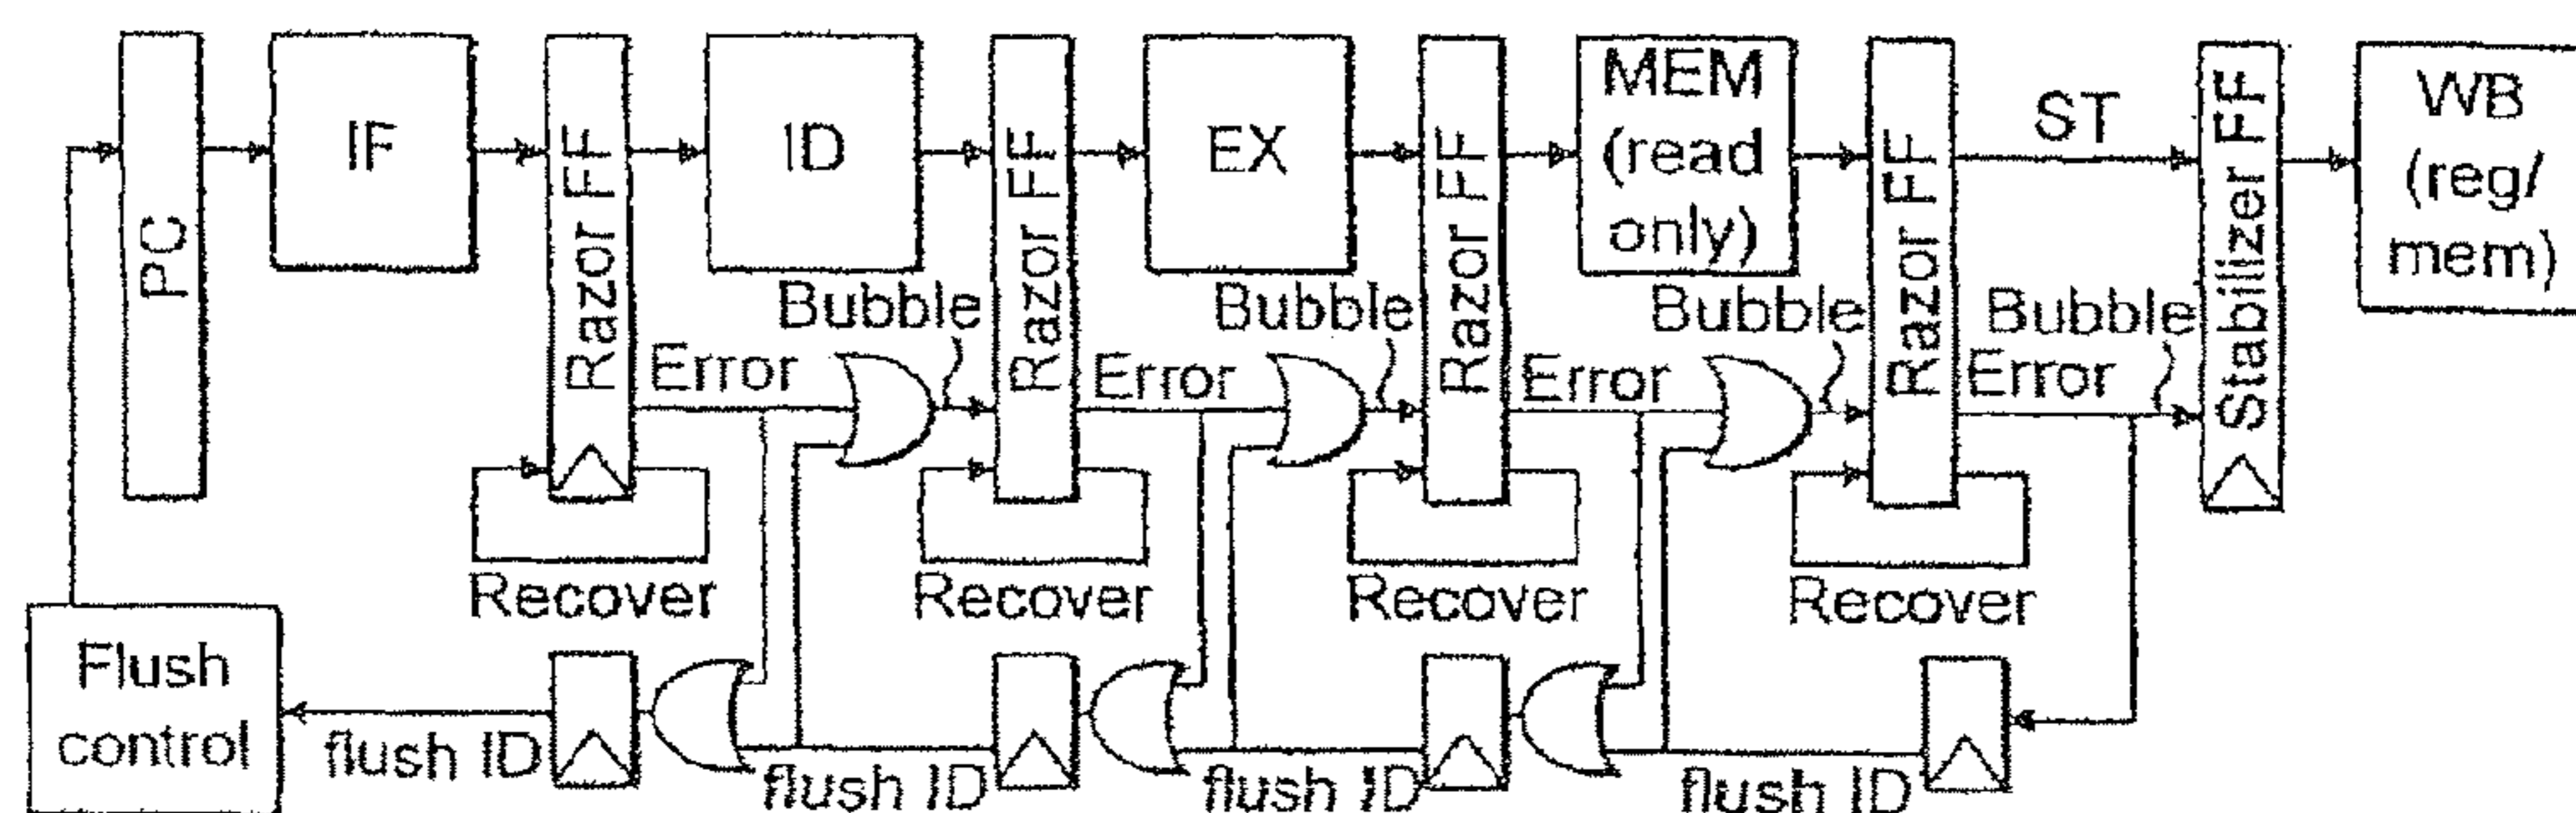 PC
IF
Razor FF
ID
Razor FF
EX
Razor FF
MEM
(read
only)
Razor FF
ST
Stabilizer FF
WB
(reg/
mem)
Bubble
Bubble
Bubble
Bubble
Error
Error
Error
Error
Recover
Recover
Recover
Recover
Flush
control
flush ID
flush ID
flush ID
flush ID